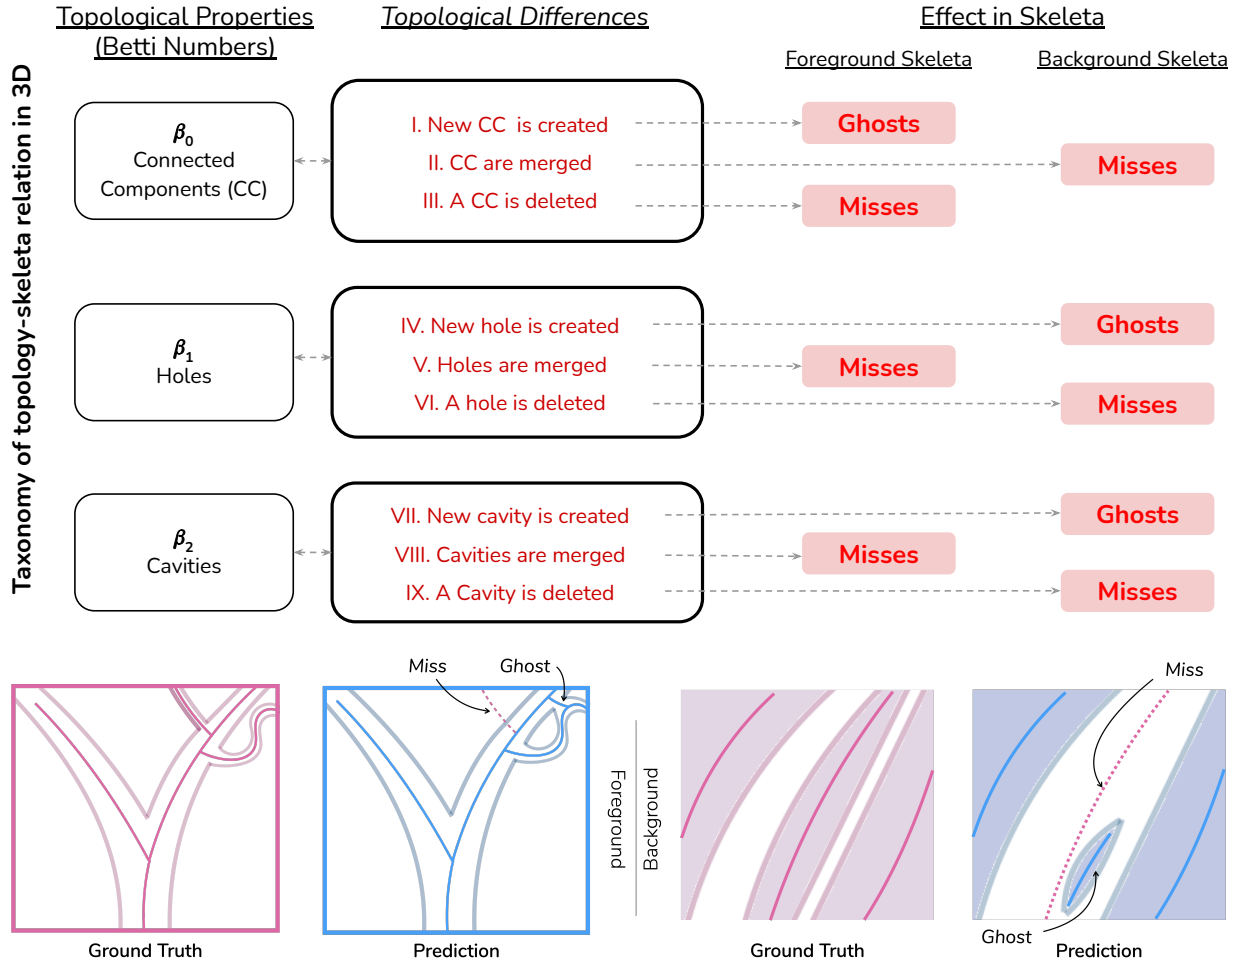 Topological Properties
(Betti Numbers)
Topological Differences
Effect in Skeleta
Foreground Skeleta
Background Skeleta
Taxonomy of topology-skeleta relation in 3D
β0
Connected
Components (CC)
I. New CC is created
II. CC are merged
III. A CC is deleted
Ghosts
Misses
Misses
β1
Holes
IV. New hole is created
V. Holes are merged
VI. A hole is deleted
Ghosts
Misses
Misses
β2
Cavities
VII. New cavity is created
VIII. Cavities are merged
IX. A Cavity is deleted
Ghosts
Misses
Misses
Miss
Ghost
Foreground
Background
Miss
Ghost
Ground Truth
Prediction
Ground Truth
Prediction